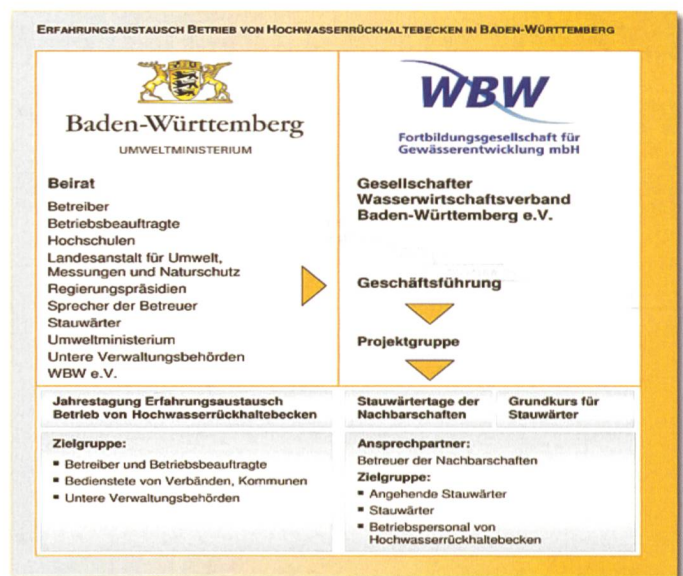 ERFAHRUNGSAUSTAUSCH BETRIEB VON HOCHWASSERRÜCKHALTEBECKEN IN BADEN-WÜRTTEMBERG
Baden-Württemberg
UMWELTMINISTERIUM
Beirat
Betreiber
Betriebsbeauftragte
Hochschulen
Landesanstalt für Umwelt,
Messungen und Naturschutz
Regierungspräsidien
Sprecher der Betreuer
Stauwärter
Umweltministerium
Untere Verwaltungsbehörden
WBW e.V.
WBW
Fortbildungsgesellschaft für
Gewässerentwicklung mbH
Gesellschafter
Wasserwirtschaftsverband
Baden-Württemberg e.V.
Geschäftsführung
Projektgruppe
Jahrestagung Erfahrungsaustausch
Betrieb von Hochwasserrückhaltebecken
Zielgruppe:
▪ Betreiber und Betriebsbeauftragte
▪ Bedienstete von Verbänden, Kommunen
▪ Untere Verwaltungsbehörden
Stauwärtertage der
Nachbarschaften
Grundkurs für
Stauwärter
Ansprechpartner:
Betreuer der Nachbarschaften
Zielgruppe:
▪ Angehende Stauwärter
▪ Stauwärter
▪ Betriebspersonal von
Hochwasserrückhaltebecken